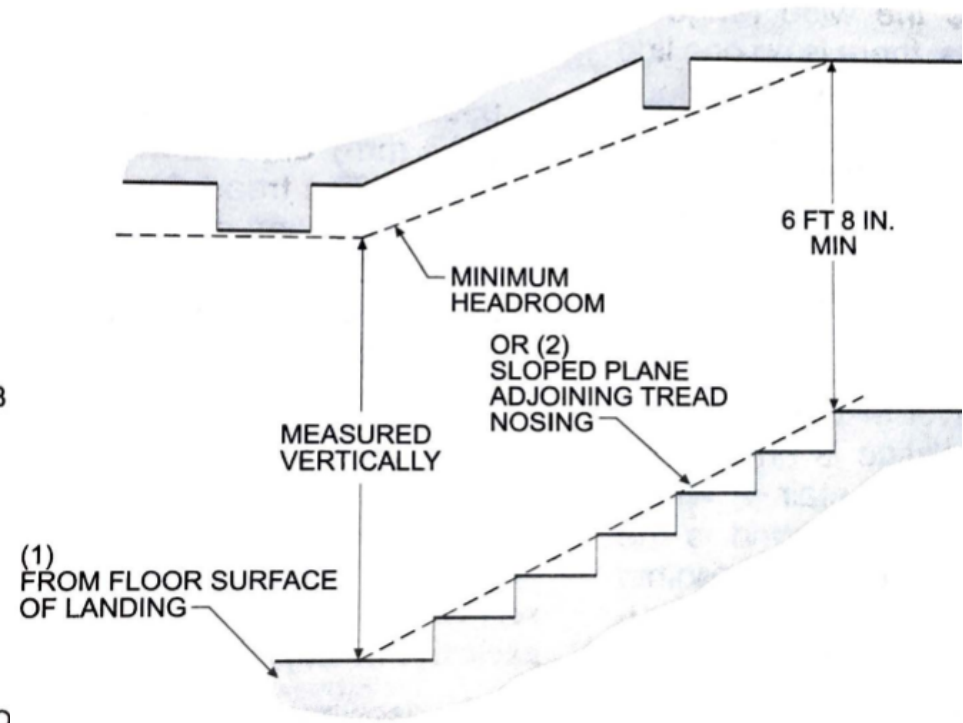 6 FT 8 IN.
MIN
MINIMUM
HEADROOM
OR (2)
SLOPED PLANE
ADJOINING TREAD
NOSING
MEASURED
VERTICALLY
(1)
FROM FLOOR SURFACE
OF LANDING